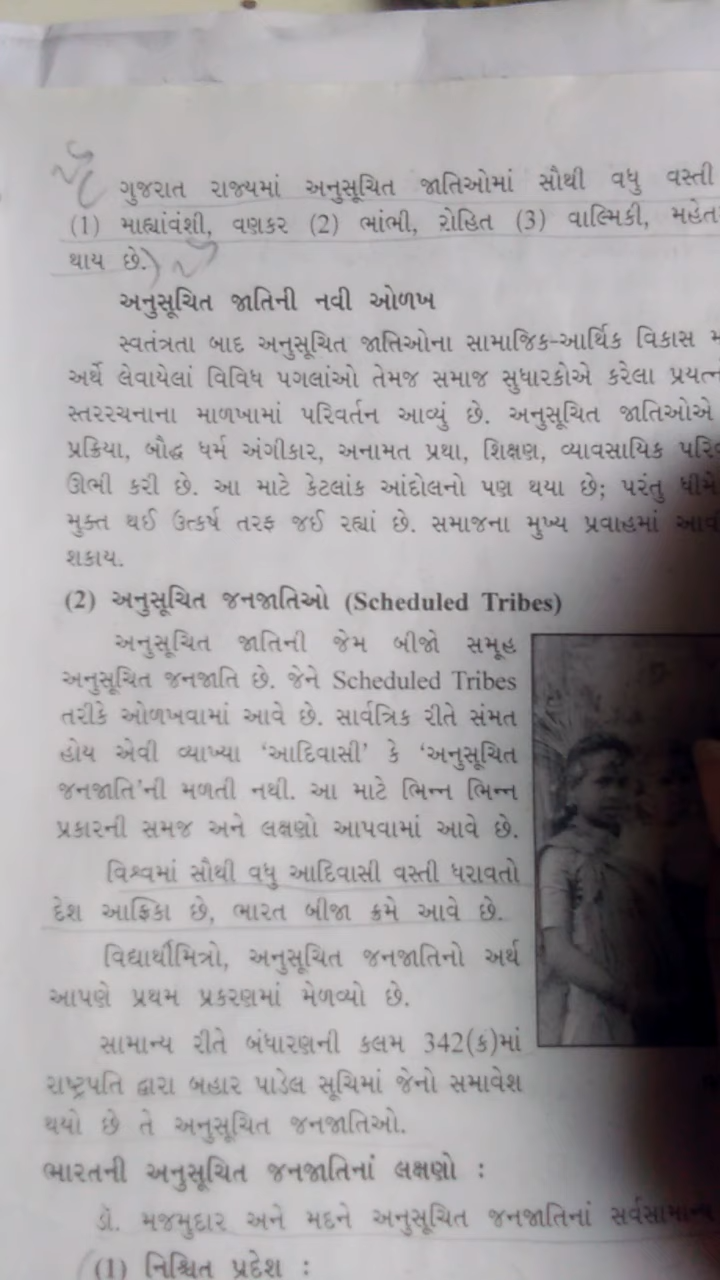 ગુજરાત રાજ્યમાં અનુસૂચિત જાતિઓમાં સૌથી વધુ વસ્તી
(1) માહ્યાવંશી, વણકર (2) ભાંભી, રોહિત (3) વાલ્મિકી,
થાય છે.
અનુસૂચિત જાતિની નવી ઓળખ
સ્વતંત્રતા બાદ અનુસૂચિત જાતિઓના સામાજિક-આર્થિક વિકાસ
અર્થે લેવાયેલાં વિવિધ પગલાંઓ તેમજ સમાજ સુધારકોએ કરેલા
સ્તરરચનાના માળખામાં પરિવર્તન આવ્યું છે. અનુસૂચિત જાતિઓએ
પ્રક્રિયા, બૌદ્ધ ધર્મ અંગીકાર, અનામત પ્રથા, શિક્ષણ, વ્યાવસાયિક
ઊભી કરી છે. આ માટે કેટલાંક આંદોલનો પણ થયા છે; પરંતુ
મુક્ત થઈ ઉત્કર્ષ તરફ જઈ રહ્યાં છે. સમાજના મુખ્ય પ્રવાહમાં
શકાય.
(2) અનુસૂચિત જનજાતિઓ (Scheduled Tribes)
અનુસૂચિત જાતિની જેમ બીજો સમૂહ
અનુસૂચિત જનજાતિ છે. જેને Scheduled Tribes
તરીકે ઓળખવામાં આવે છે. સાર્વત્રિક રીતે સંમત
હોય એવી વ્યાખ્યા ‘આદિવાસી’ કે ‘અનુસૂચિત
જનજાતિ’ની મળતી નથી. આ માટે ભિન્ન ભિન્ન
પ્રકારની સમજ અને લક્ષણો આપવામાં આવે છે.
વિશ્વમાં સૌથી વધુ આદિવાસી વસ્તી ધરાવતો
દેશ આફ્રિકા છે, ભારત બીજા ક્રમે આવે છે.
વિદ્યાર્થીમિત્રો, અનુસૂચિત જનજાતિનો અર્થ
આપણે પ્રથમ પ્રકરણમાં મેળવ્યો છે.
સામાન્ય રીતે બંધારણની કલમ 342(ક)માં
રાષ્ટ્રપતિ દ્વારા બહાર પાડેલ સૂચિમાં જેનો સમાવેશ
થયો છે તે અનુસૂચિત જનજાતિઓ.
ભારતની અનુસૂચિત જનજાતિનાં લક્ષણો :
ડૉ. મજમુદાર અને મદને અનુસૂચિત જનજાતિનાં સર્વસામાન્ય
(1) નિશ્ચિત પ્રદેશ :